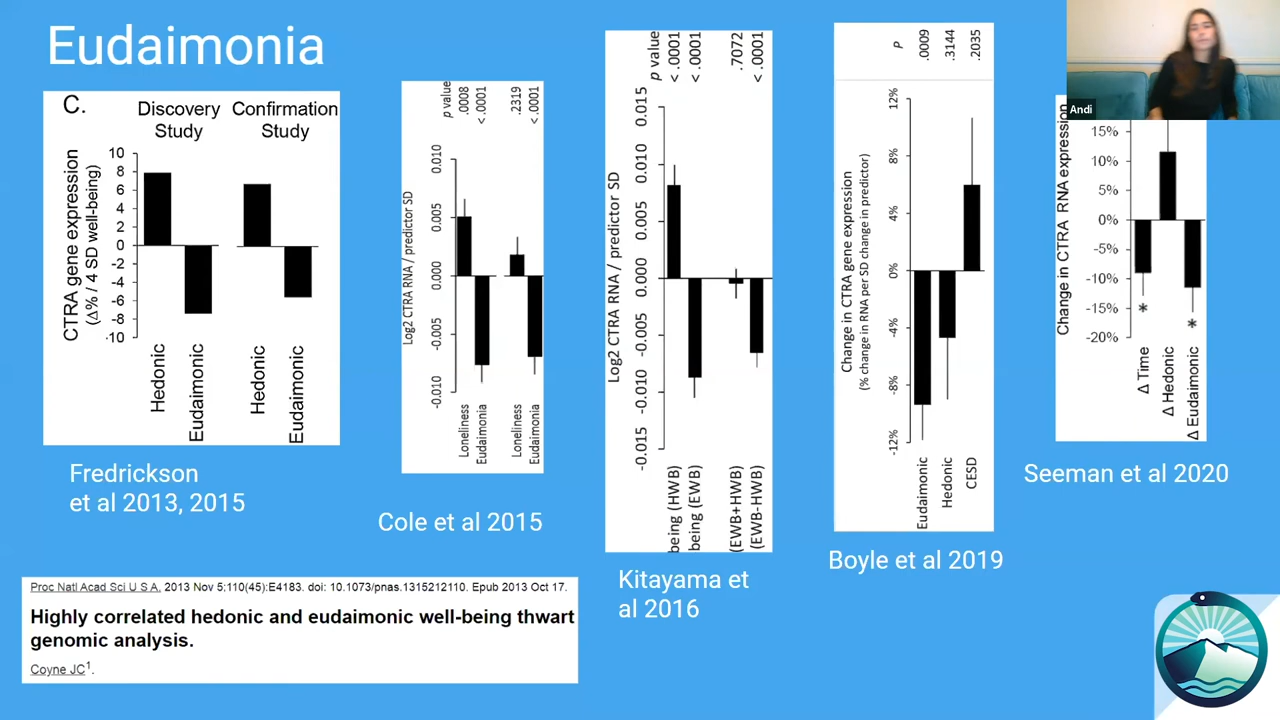 Eudaimonia
Andi
C.
Discovery
Study
Confirmation
Study
CTRA gene expression
(Δ% / 4 SD well-being)
10
8
6
4
2
0
-2
-4
-6
-8
-10
Hedonic
Eudaimonic
Hedonic
Eudaimonic
Fredrickson
et al 2013, 2015
p value
.0008
<.0001
.2319
<.0001
Log2 CTRA RNA / predictor SD
0.010
0.005
0.000
-0.005
-0.010
Loneliness
Eudaimonia
Loneliness
Eudaimonia
Cole et al 2015
p value
< .0001
< .0001
.7072
< .0001
Log2 CTRA RNA / predictor SD
0.015
0.010
0.005
0.000
-0.005
-0.010
-0.015
being (HWB)
being (EWB)
(EWB+HWB)
(EWB-HWB)
Kitayama et
al 2016
P
.0009
.3144
.2035
Change in CTRA gene expression
(% change in RNA per SD change in predictor)
12%
8%
4%
0%
-4%
-8%
-12%
Eudaimonic
Hedonic
CESD
Boyle et al 2019
Change in CTRA RNA expression
15%
10%
5%
0%
-5%
-10%
-15%
-20%
*
*
Δ Time
Δ Hedonic
Δ Eudaimonic
Seeman et al 2020
Proc Natl Acad Sci U S A. 2013 Nov 5;110(45):E4183. doi: 10.1073/pnas.1315212110. Epub 2013 Oct 17.
Highly correlated hedonic and eudaimonic well-being thwart
genomic analysis.
Coyne JC1.